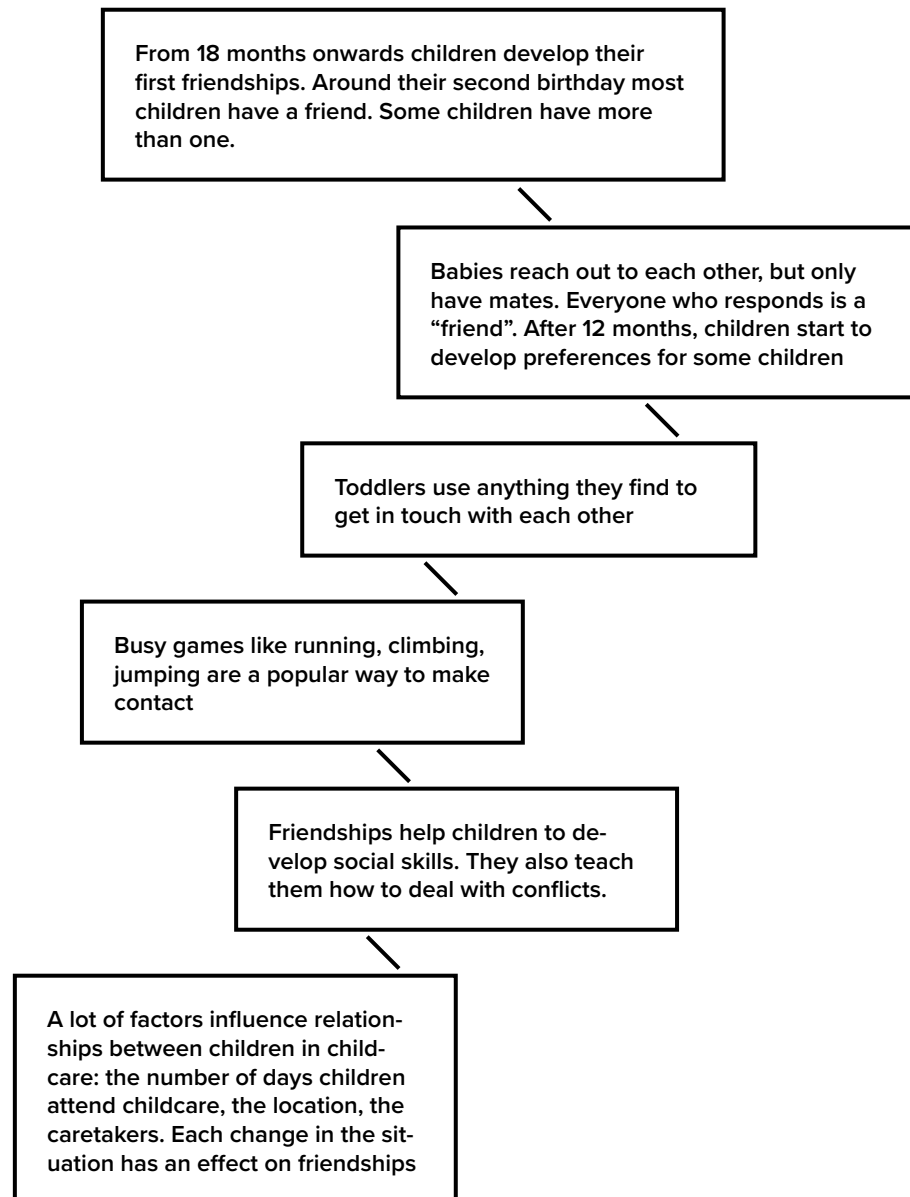 From 18 months onwards children develop their
first friendships. Around their second birthday most
children have a friend. Some children have more
than one.
Babies reach out to each other, but only
have mates. Everyone who responds is a
“friend”. After 12 months, children start to
develop preferences for some children
Toddlers use anything they find to
get in touch with each other
Busy games like running, climbing,
jumping are a popular way to make
contact
Friendships help children to de-
velop social skills. They also teach
them how to deal with conflicts.
A lot of factors influence relation-
ships between children in child-
care: the number of days children
attend childcare, the location, the
caretakers. Each change in the sit-
uation has an effect on friendships